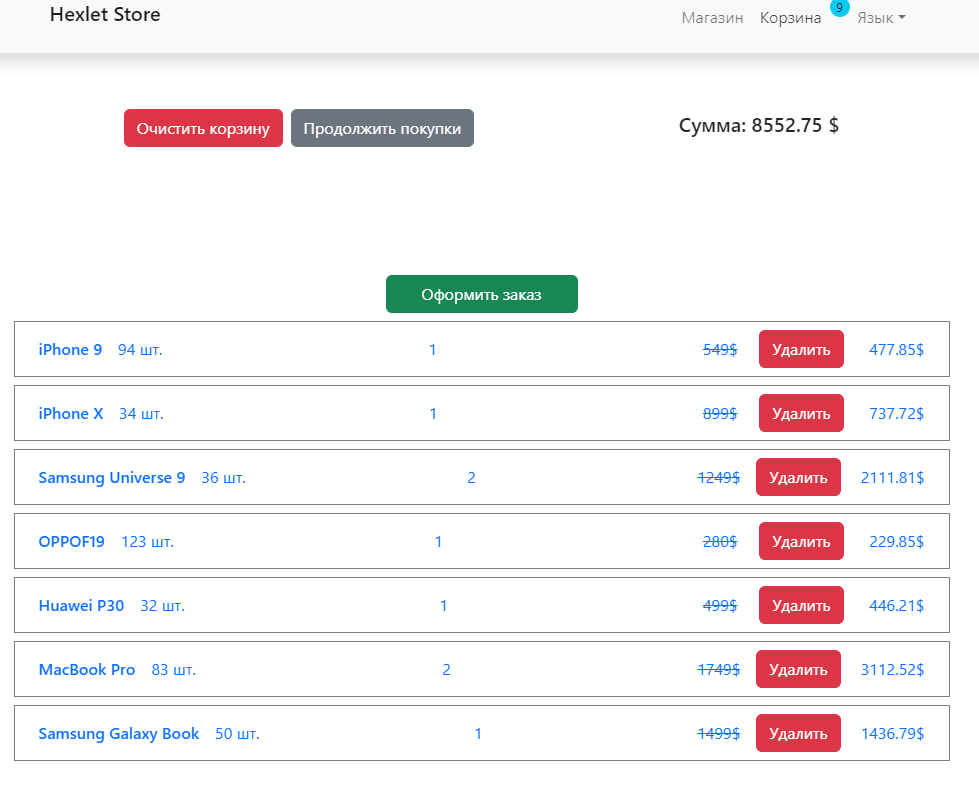 Hexlet Store Магазин Корзина 9 Язык
Очистить корзину Продолжить покупки Сумма: 8552.75 $
Оформить заказ
iPhone 9 94 шт. 1 549$ Удалить 477.85$
iPhone X 34 шт. 1 899$ Удалить 737.72$
Samsung Universe 9 36 шт. 2 1249$ Удалить 2111.81$
OPPOF19 123 шт. 1 280$ Удалить 229.85$
Huawei P30 32 шт. 1 499$ Удалить 446.21$
MacBook Pro 83 шт. 2 1749$ Удалить 3112.52$
Samsung Galaxy Book 50 шт. 1 1499$ Удалить 1436.79$